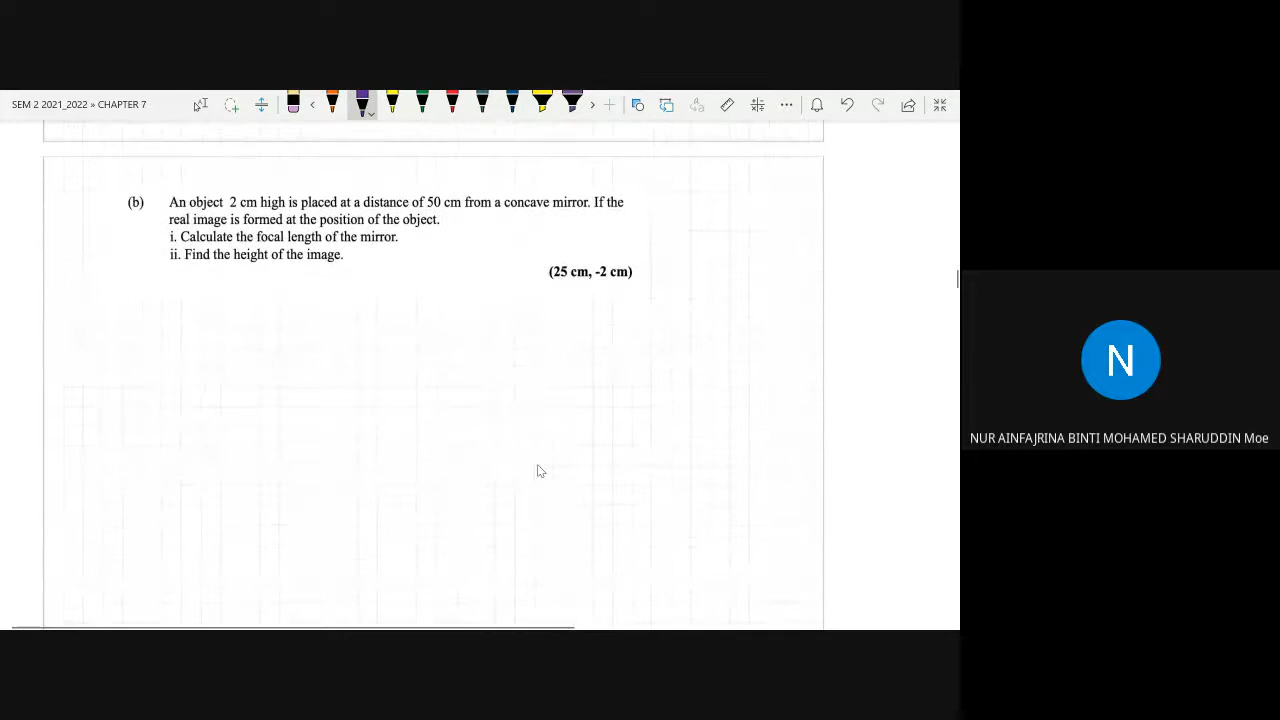 SEM 2 2021_2022 » CHAPTER 7
(b) An object 2 cm high is placed at a distance of 50 cm from a concave mirror. If the
real image is formed at the position of the object.
i. Calculate the focal length of the mirror.
ii. Find the height of the image.
(25 cm, -2 cm)
N
NUR AINFAJRINA BINTI MOHAMED SHARUDDIN Moe